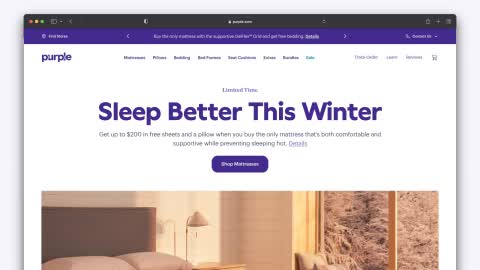 purple.com
Find Stores
Buy the only mattress with the supportive GelFlex™ Grid and get free bedding. Details
Contact Us
purple
Mattresses Pillows Bedding Bed Frames Seat Cushions Extras Bundles Sale
Track Order Learn Reviews
Limited Time.
Sleep Better This Winter
Get up to $200 in free sheets and a pillow when you buy the only mattress that's both comfortable and
supportive while preventing sleeping hot. Details
Shop Mattresses